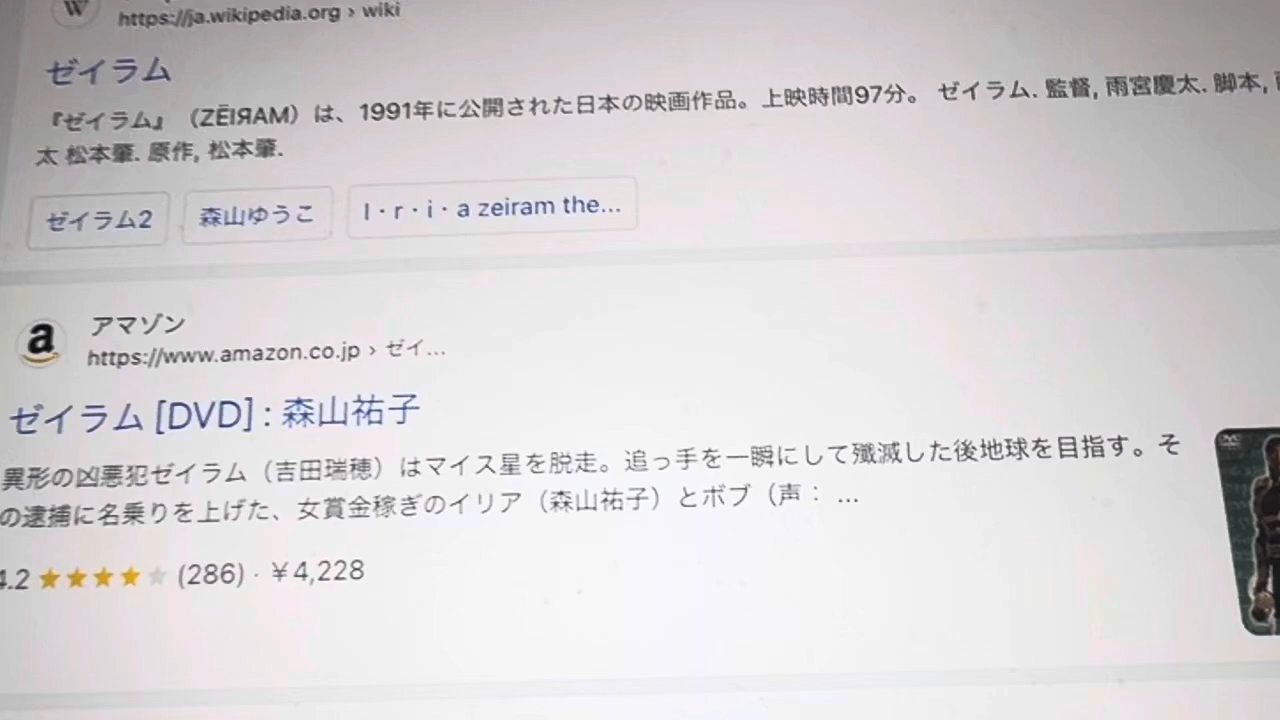 W
https://ja.wikipedia.org › wiki
ゼイラム
『ゼイラム』（ZËIЯAM）は、1991年に公開された日本の映画作品。上映時間97分。 ゼイラム. 監督, 雨宮慶太. 脚本,
太 松本肇. 原作, 松本肇.
ゼイラム2
森山ゆうこ
I・r・i・a zeiram the...
a
アマゾン
https://www.amazon.co.jp › ゼイ...
ゼイラム [DVD] : 森山祐子
異形の凶悪犯ゼイラム（吉田瑞穂）はマイス星を脱走。追っ手を一瞬にして殲滅した後地球を目指す。そ
の逮捕に名乗りを上げた、女賞金稼ぎのイリア（森山祐子）とボブ（声： ...
4.2 ★★★★★ (286) · ￥4,228
DVD